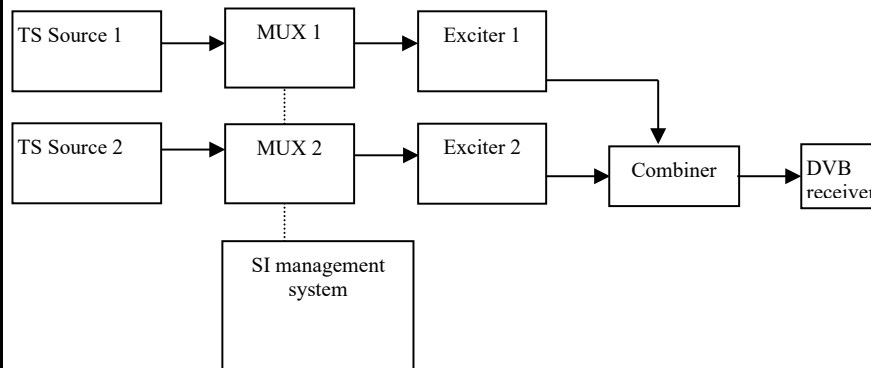 TS Source 1
MUX 1
Exciter 1
TS Source 2
MUX 2
Exciter 2
Combiner
DVB
receiver
SI management
system